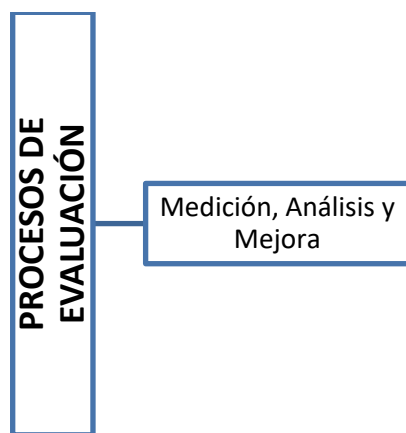 PROCESOS DE
EVALUACIÓN
Medición, Análisis y
Mejora